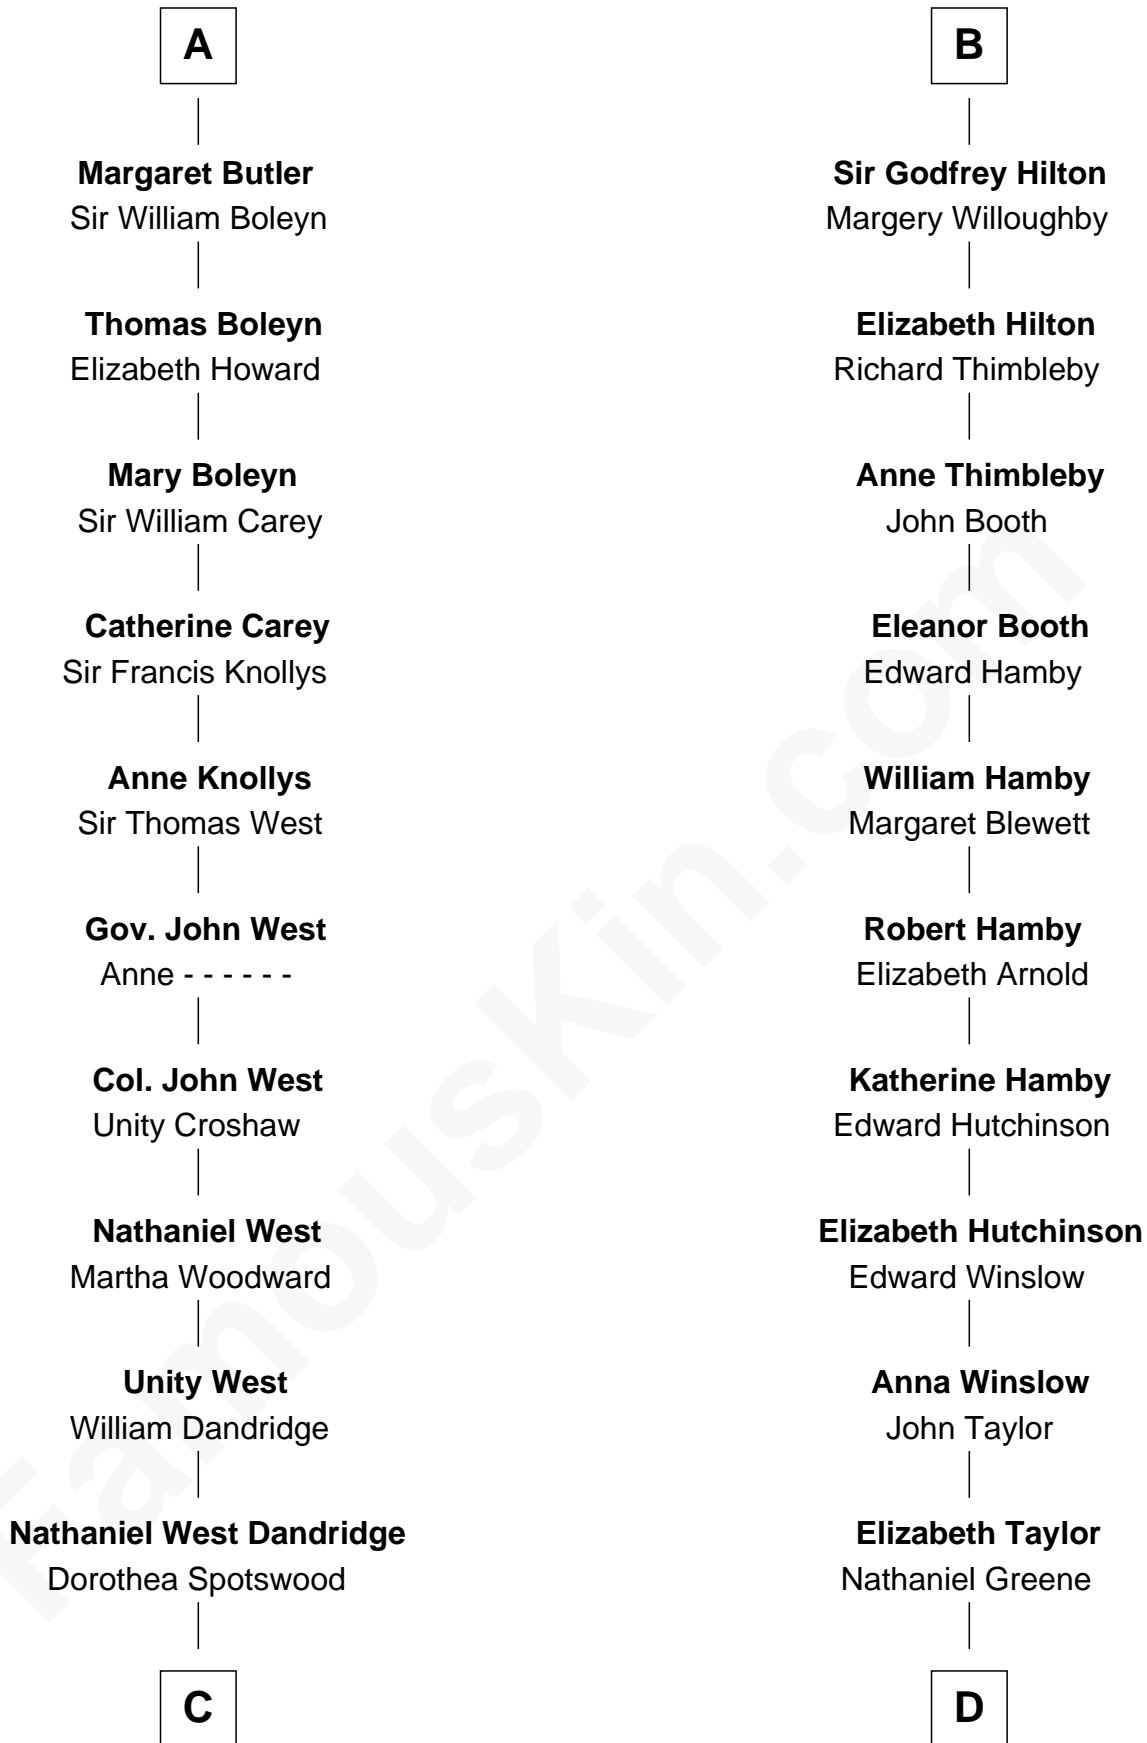 A
Margaret Butler
Sir William Boleyn
Thomas Boleyn
Elizabeth Howard
Mary Boleyn
Sir William Carey
Catherine Carey
Sir Francis Knollys
Anne Knollys
Sir Thomas West
Gov. John West
Anne - - - - - -
Col. John West
Unity Croshaw
Nathaniel West
Martha Woodward
Unity West
William Dandridge
Nathaniel West Dandridge
Dorothea Spotswood
C
B
Sir Godfrey Hilton
Margery Willoughby
Elizabeth Hilton
Richard Thimbleby
Anne Thimbleby
John Booth
Eleanor Booth
Edward Hamby
William Hamby
Margaret Blewett
Robert Hamby
Elizabeth Arnold
Katherine Hamby
Edward Hutchinson
Elizabeth Hutchinson
Edward Winslow
Anna Winslow
John Taylor
Elizabeth Taylor
Nathaniel Greene
D
FamousKin.com